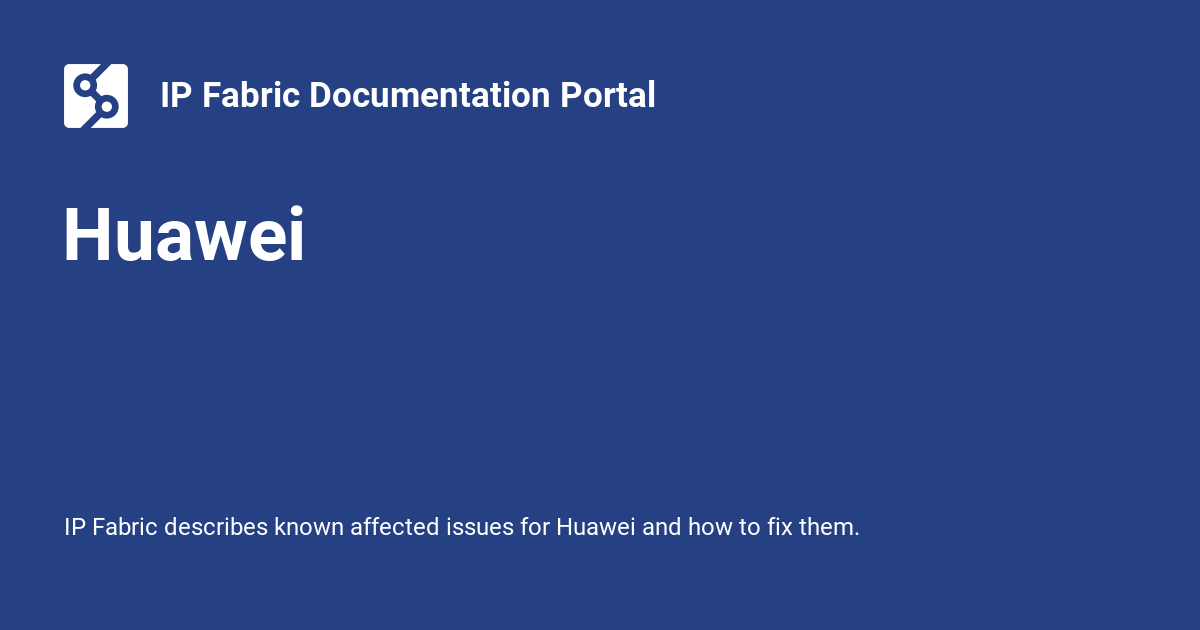 IP Fabric Documentation Portal
Huawei
IP Fabric describes known affected issues for Huawei and how to fix them.